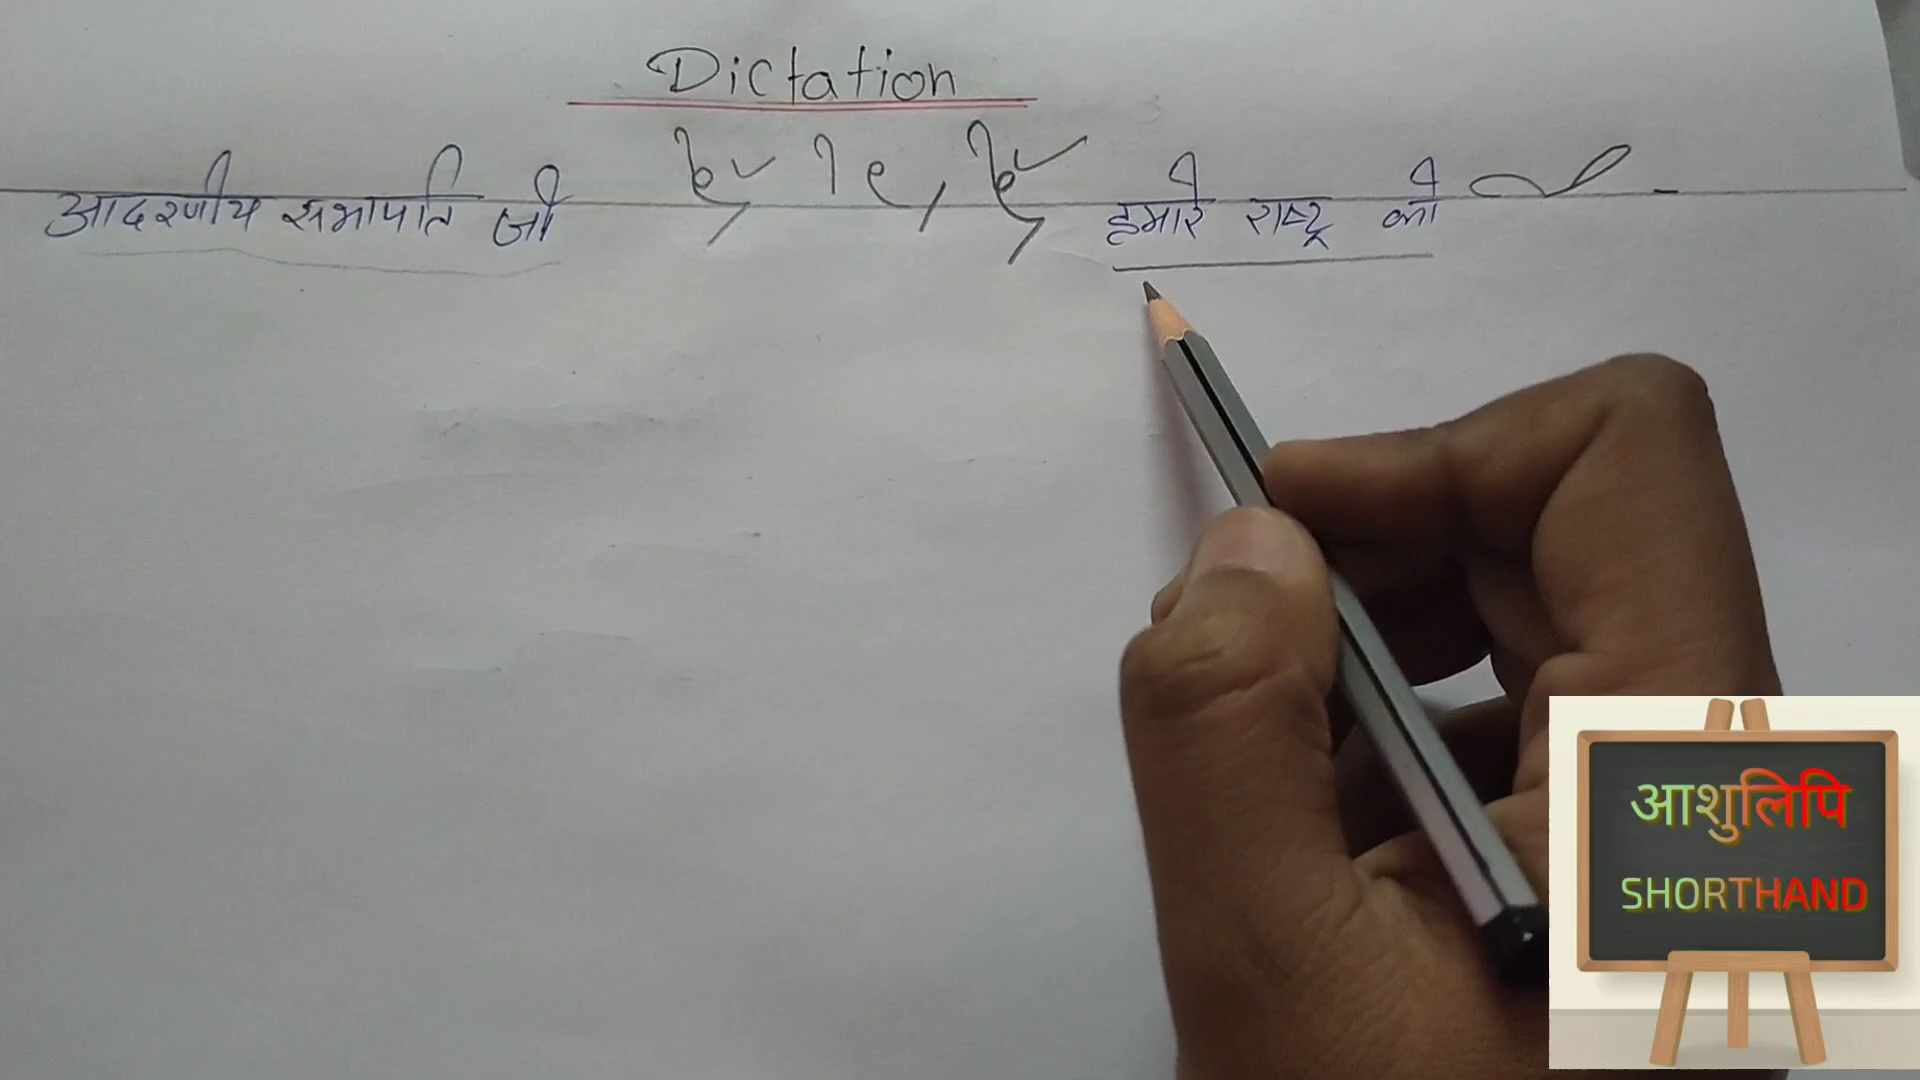 Dictation
आदरणीय सभापति जी हमारे राष्ट्र की
आशुलिपि
SHORTHAND